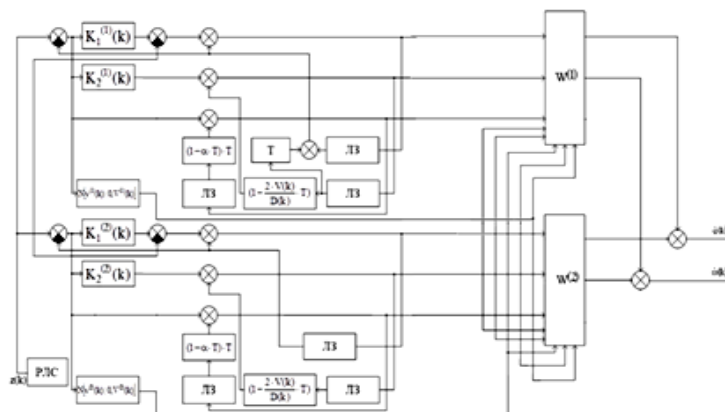 K₁⁽¹⁾(k)
K₂⁽¹⁾(k)
W⁽¹⁾
(1-α·T)·T
T
ЛЗ
ЛЗ
(1-2·V(k)/D(k)·T)
ЛЗ
K₁⁽²⁾(k)
K₂⁽²⁾(k)
W⁽²⁾
(1-α·T)·T
ЛЗ
РЛС
z(k)
ЛЗ
(1-2·V(k)/D(k)·T)
ЛЗ